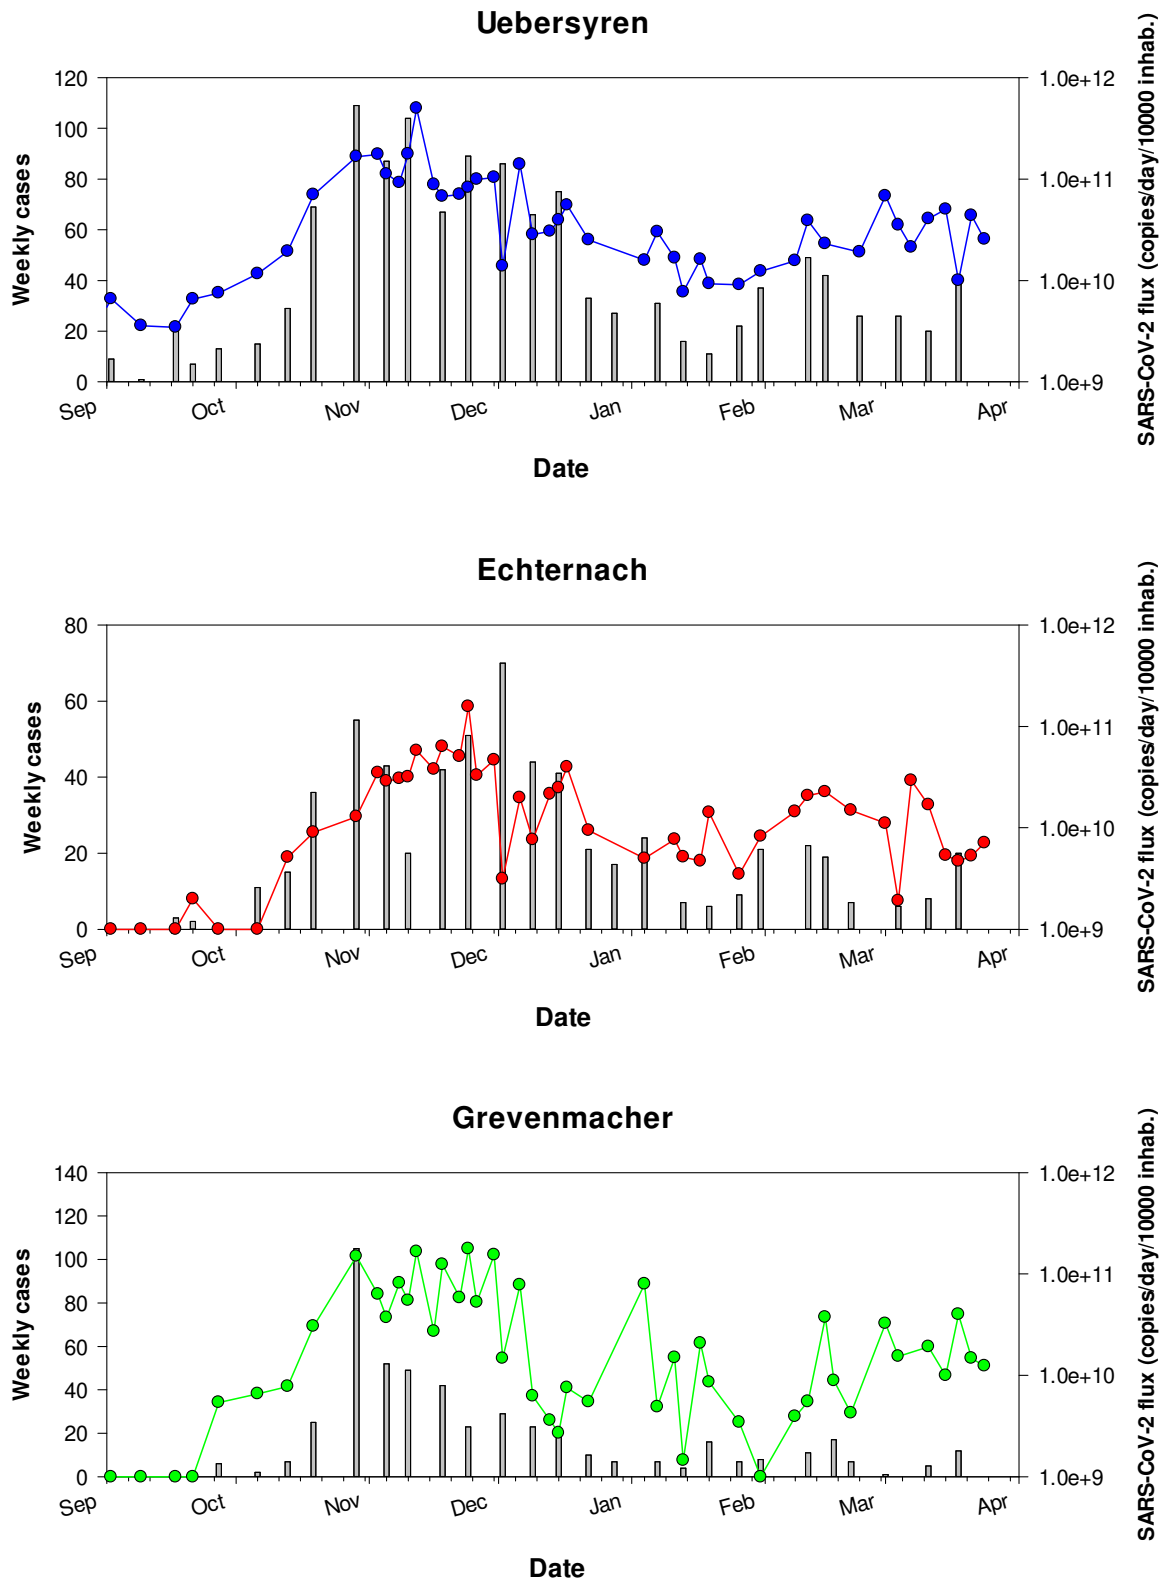 Uebersyren
Weekly cases
SARS-CoV-2 flux (copies/day/10000 inhab.)
120
100
80
60
40
20
0
1.0e+12
1.0e+11
1.0e+10
1.0e+9
Sep Oct Nov Dec Jan Feb Mar Apr
Date
Echternach
Weekly cases
SARS-CoV-2 flux (copies/day/10000 inhab.)
80
60
40
20
0
1.0e+12
1.0e+11
1.0e+10
1.0e+9
Sep Oct Nov Dec Jan Feb Mar Apr
Date
Grevenmacher
Weekly cases
SARS-CoV-2 flux (copies/day/10000 inhab.)
140
120
100
80
60
40
20
0
1.0e+12
1.0e+11
1.0e+10
1.0e+9
Sep Oct Nov Dec Jan Feb Mar Apr
Date